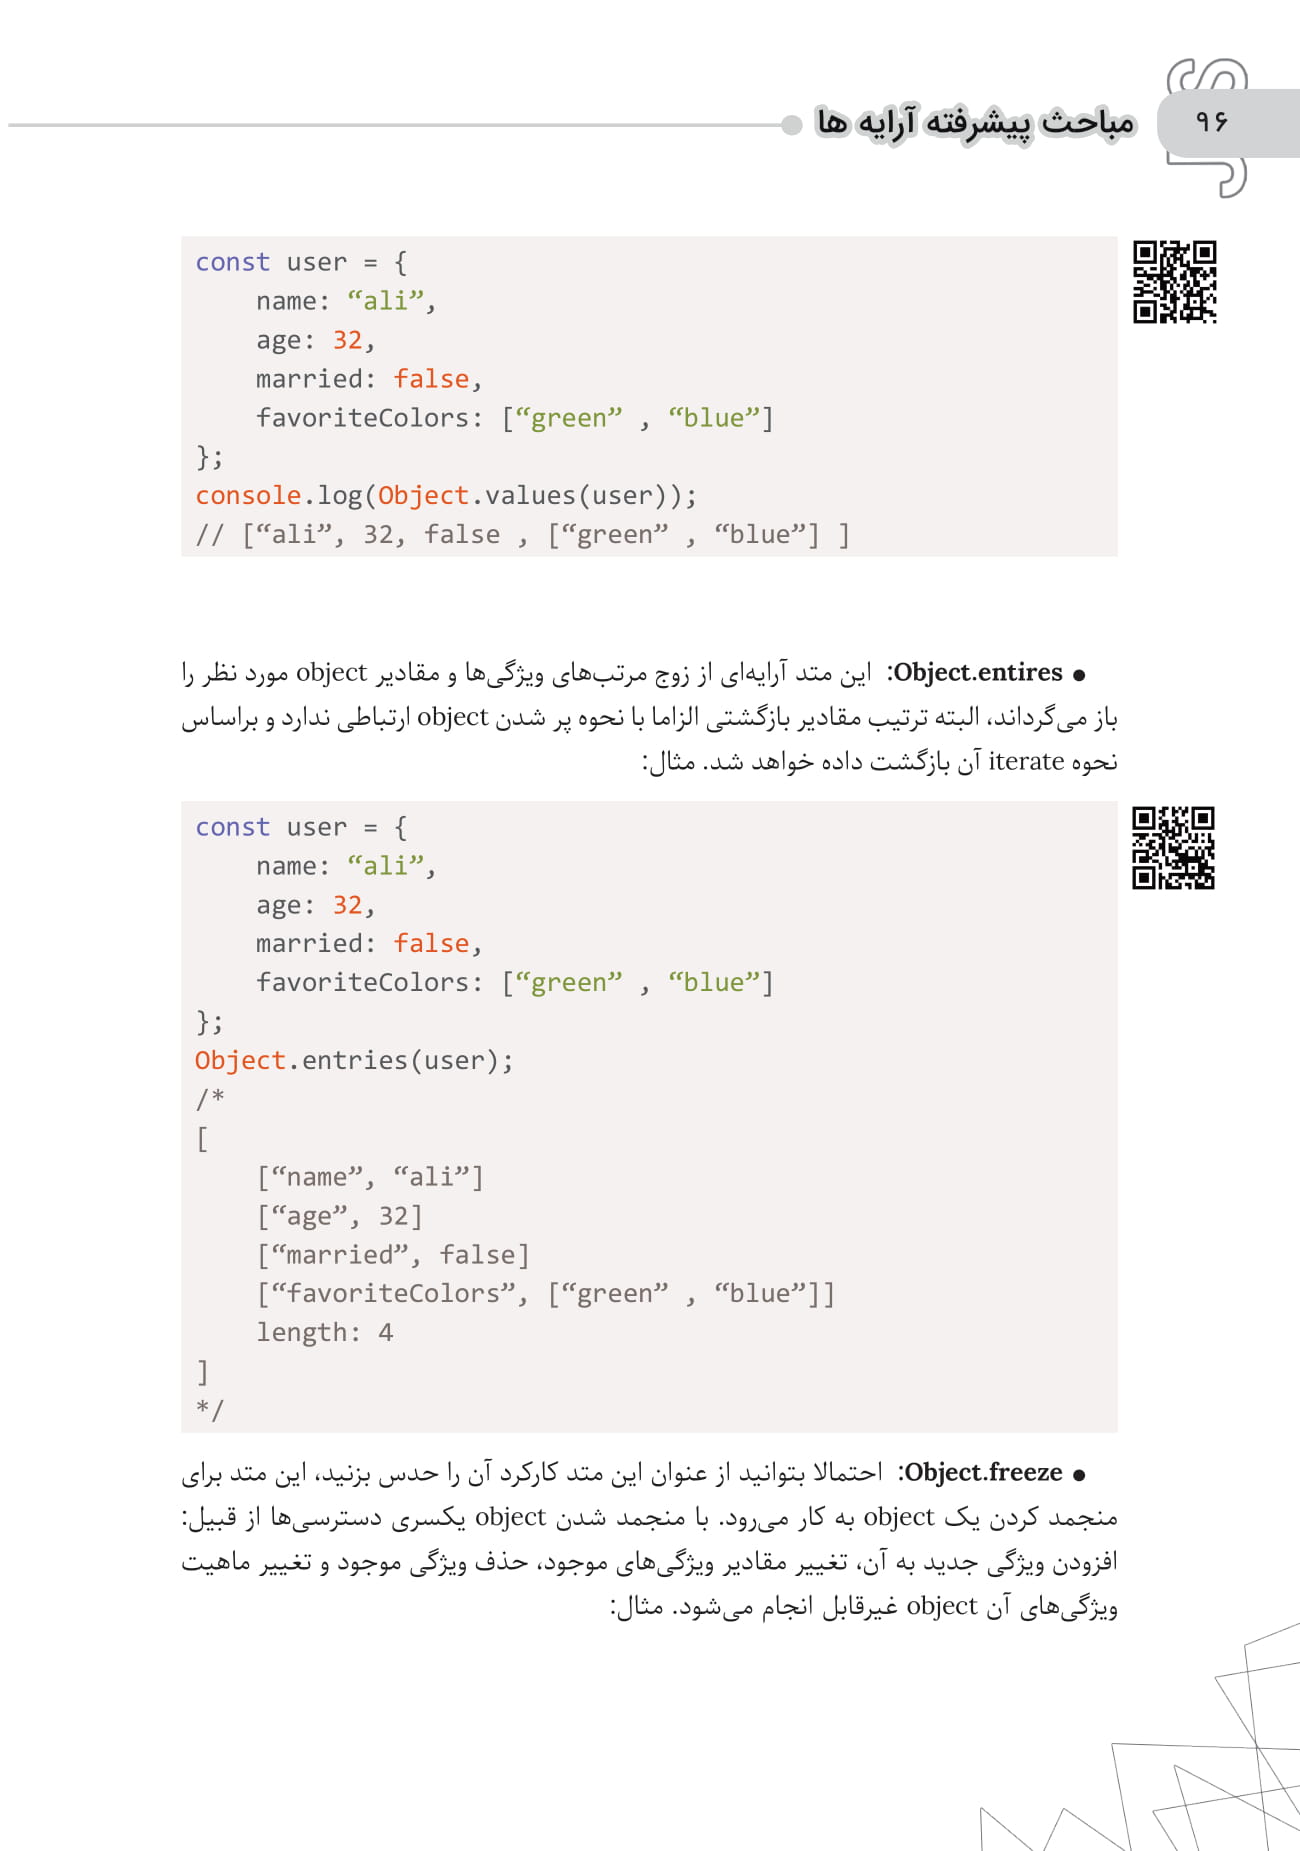 ۹۶
مباحث پیشرفته آرایه ها
const user = {
    name: “ali”,
    age: 32,
    married: false,
    favoriteColors: [“green” , “blue”]
};
console.log(Object.values(user));
// [“ali”, 32, false , [“green” , “blue”] ]
● Object.entires: این متد آرایه‌ای از زوج مرتب‌های ویژگی‌ها و مقادیر object مورد نظر را
باز می‌گرداند، البته ترتیب مقادیر بازگشتی الزاما با نحوه پر شدن object ارتباطی ندارد و براساس
نحوه iterate آن بازگشت داده خواهد شد. مثال:
const user = {
    name: “ali”,
    age: 32,
    married: false,
    favoriteColors: [“green” , “blue”]
};
Object.entries(user);
/*
[
    [“name”, “ali”]
    [“age”, 32]
    [“married”, false]
    [“favoriteColors”, [“green” , “blue”]]
    length: 4
]
*/
● Object.freeze: احتمالا بتوانید از عنوان این متد کارکرد آن را حدس بزنید، این متد برای
منجمد کردن یک object به کار می‌رود. با منجمد شدن object یکسری دسترسی‌ها از قبیل:
افزودن ویژگی جدید به آن، تغییر مقادیر ویژگی‌های موجود، حذف ویژگی موجود و تغییر ماهیت
ویژگی‌های آن object غیرقابل انجام می‌شود. مثال: